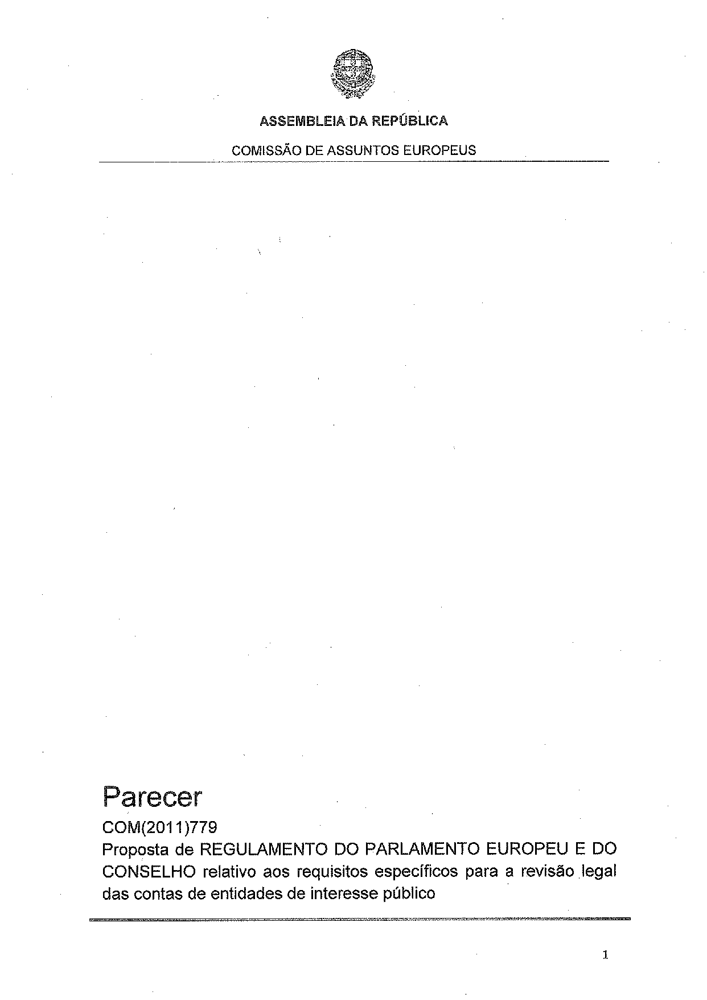 ASSEMBLEIA DA REPÚBLICA
COMISSÃO DE ASSUNTOS EUROPEUS
Parecer
COM(2011)779
Proposta de REGULAMENTO DO PARLAMENTO EUROPEU E DO
CONSELHO relativo aos requisitos específicos para a revisão legal
das contas de entidades de interesse público
1